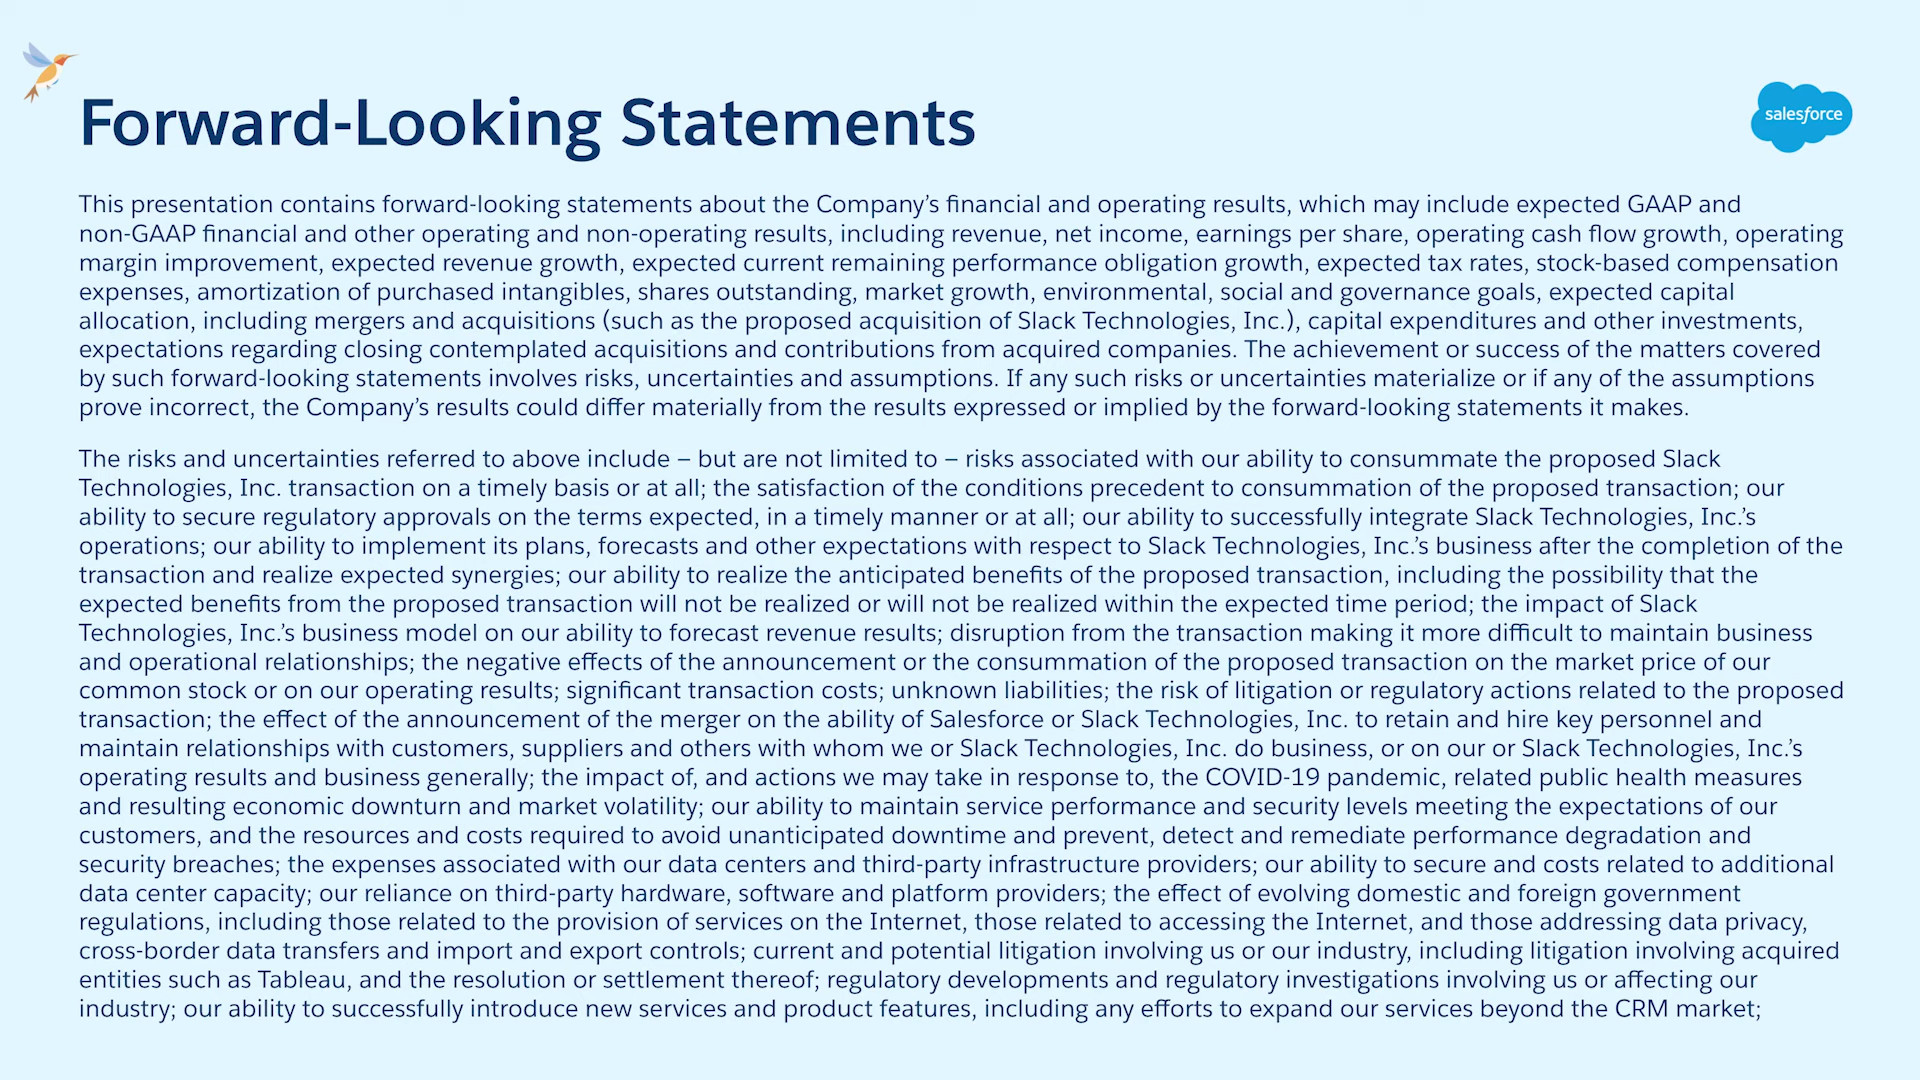 Forward-Looking Statements
salesforce
This presentation contains forward-looking statements about the Company’s financial and operating results, which may include expected GAAP and
non-GAAP financial and other operating and non-operating results, including revenue, net income, earnings per share, operating cash flow growth, operating
margin improvement, expected revenue growth, expected current remaining performance obligation growth, expected tax rates, stock-based compensation
expenses, amortization of purchased intangibles, shares outstanding, market growth, environmental, social and governance goals, expected capital
allocation, including mergers and acquisitions (such as the proposed acquisition of Slack Technologies, Inc.), capital expenditures and other investments,
expectations regarding closing contemplated acquisitions and contributions from acquired companies. The achievement or success of the matters covered
by such forward-looking statements involves risks, uncertainties and assumptions. If any such risks or uncertainties materialize or if any of the assumptions
prove incorrect, the Company’s results could differ materially from the results expressed or implied by the forward-looking statements it makes.
The risks and uncertainties referred to above include – but are not limited to – risks associated with our ability to consummate the proposed Slack
Technologies, Inc. transaction on a timely basis or at all; the satisfaction of the conditions precedent to consummation of the proposed transaction; our
ability to secure regulatory approvals on the terms expected, in a timely manner or at all; our ability to successfully integrate Slack Technologies, Inc.’s
operations; our ability to implement its plans, forecasts and other expectations with respect to Slack Technologies, Inc.’s business after the completion of the
transaction and realize expected synergies; our ability to realize the anticipated benefits of the proposed transaction, including the possibility that the
expected benefits from the proposed transaction will not be realized or will not be realized within the expected time period; the impact of Slack
Technologies, Inc.’s business model on our ability to forecast revenue results; disruption from the transaction making it more difficult to maintain business
and operational relationships; the negative effects of the announcement or the consummation of the proposed transaction on the market price of our
common stock or on our operating results; significant transaction costs; unknown liabilities; the risk of litigation or regulatory actions related to the proposed
transaction; the effect of the announcement of the merger on the ability of Salesforce or Slack Technologies, Inc. to retain and hire key personnel and
maintain relationships with customers, suppliers and others with whom we or Slack Technologies, Inc. do business, or on our or Slack Technologies, Inc.’s
operating results and business generally; the impact of, and actions we may take in response to, the COVID-19 pandemic, related public health measures
and resulting economic downturn and market volatility; our ability to maintain service performance and security levels meeting the expectations of our
customers, and the resources and costs required to avoid unanticipated downtime and prevent, detect and remediate performance degradation and
security breaches; the expenses associated with our data centers and third-party infrastructure providers; our ability to secure and costs related to additional
data center capacity; our reliance on third-party hardware, software and platform providers; the effect of evolving domestic and foreign government
regulations, including those related to the provision of services on the Internet, those related to accessing the Internet, and those addressing data privacy,
cross-border data transfers and import and export controls; current and potential litigation involving us or our industry, including litigation involving acquired
entities such as Tableau, and the resolution or settlement thereof; regulatory developments and regulatory investigations involving us or affecting our
industry; our ability to successfully introduce new services and product features, including any efforts to expand our services beyond the CRM market;